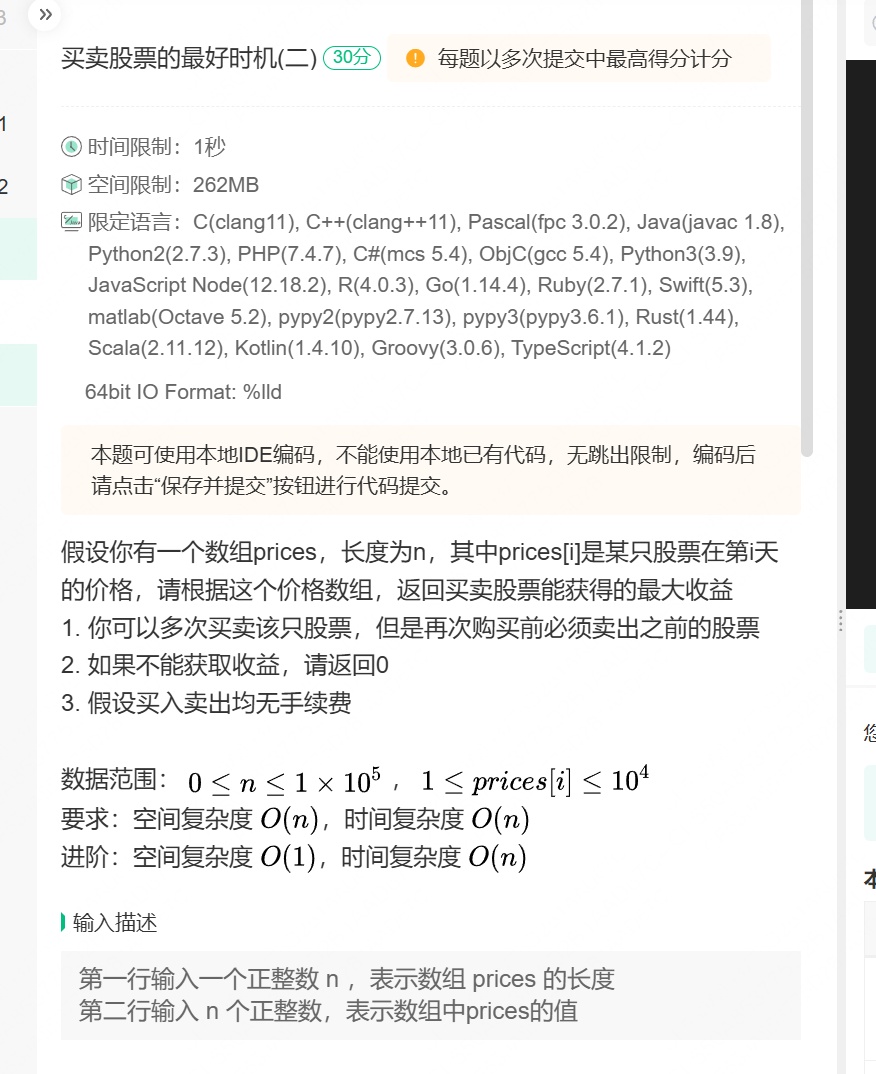 买卖股票的最好时机(二) 30分 每题以多次提交中最高得分计分
时间限制：1秒
空间限制：262MB
限定语言：C(clang11), C++(clang++11), Pascal(fpc 3.0.2), Java(javac 1.8),
Python2(2.7.3), PHP(7.4.7), C#(mcs 5.4), ObjC(gcc 5.4), Python3(3.9),
JavaScript Node(12.18.2), R(4.0.3), Go(1.14.4), Ruby(2.7.1), Swift(5.3),
matlab(Octave 5.2), pypy2(pypy2.7.13), pypy3(pypy3.6.1), Rust(1.44),
Scala(2.11.12), Kotlin(1.4.10), Groovy(3.0.6), TypeScript(4.1.2)
64bit IO Format: %lld
本题可使用本地IDE编码，不能使用本地已有代码，无跳出限制，编码后
请点击“保存并提交”按钮进行代码提交。
假设你有一个数组prices，长度为n，其中prices[i]是某只股票在第i天
的价格，请根据这个价格数组，返回买卖股票能获得的最大收益
1. 你可以多次买卖该只股票，但是再次购买前必须卖出之前的股票
2. 如果不能获取收益，请返回0
3. 假设买入卖出均无手续费
数据范围： 0 ≤ n ≤ 1 × 10⁵ ， 1 ≤ prices[i] ≤ 10⁴
要求：空间复杂度 O(n)，时间复杂度 O(n)
进阶：空间复杂度 O(1)，时间复杂度 O(n)
输入描述
第一行输入一个正整数 n ，表示数组 prices 的长度
第二行输入 n 个正整数，表示数组中prices的值
1
2
您